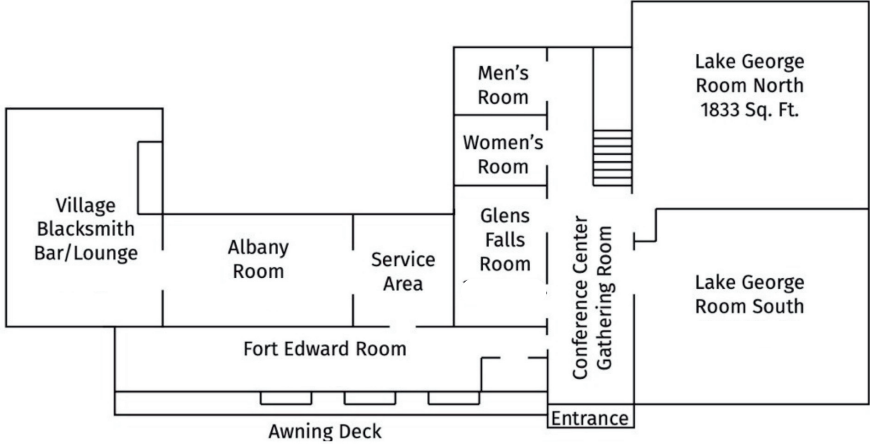 Men's
Room
Lake George
Room North
1833 Sq. Ft.
Women's
Room
Village
Blacksmith
Bar/Lounge
Albany
Room
Service
Area
Glens
Falls
Room
Conference Center
Gathering Room
Lake George
Room South
Fort Edward Room
Entrance
Awning Deck